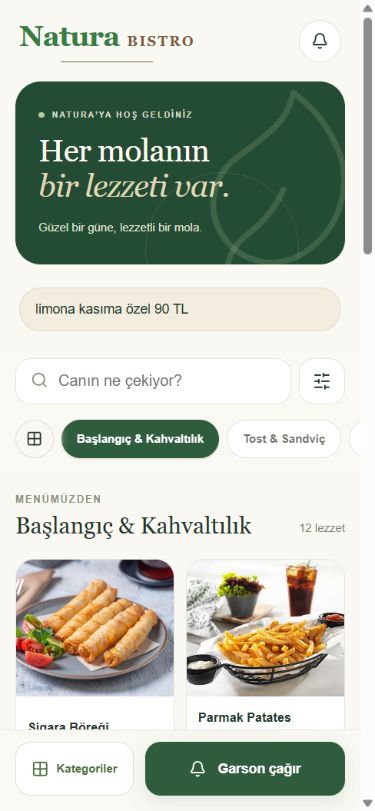 Natura BISTRO
NATURA'YA HOŞ GELDİNİZ
Her molanın
bir lezzeti var.
Güzel bir güne, lezzetli bir mola.
limona kasıma özel 90 TL
Canın ne çekiyor?
Başlangıç & Kahvaltılık
Tost & Sandviç
MENÜMÜZDEN
Başlangıç & Kahvaltılık
12 lezzet
Sigara Böreği
Parmak Patates
Kategoriler
Garson çağır